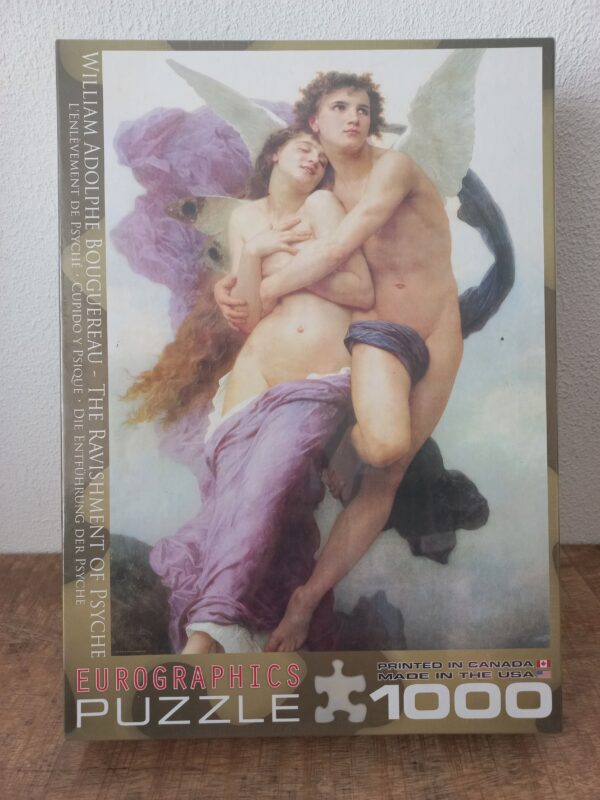 William Adolphe Bouguereau - The Ravishment of Psyche
L'Enlèvement de Psyché · Cupido y Psique · Die Entführung der Psyche
EUROGRAPHICS
PUZZLE
PRINTED IN CANADA
MADE IN THE USA
1000